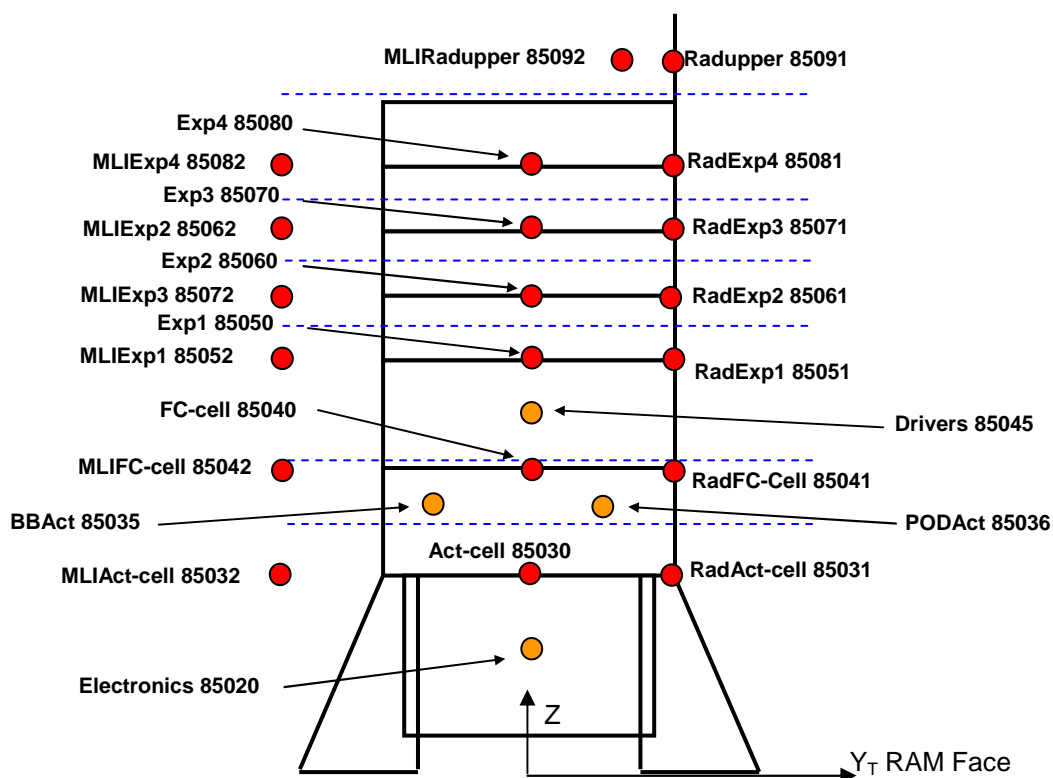 MLIRadupper 85092
Radupper 85091
Exp4 85080
MLIExp4 85082
RadExp4 85081
Exp3 85070
MLIExp2 85062
RadExp3 85071
Exp2 85060
MLIExp3 85072
RadExp2 85061
Exp1 85050
MLIExp1 85052
RadExp1 85051
FC-cell 85040
Drivers 85045
MLIFC-cell 85042
RadFC-Cell 85041
BBAct 85035
PODAct 85036
Act-cell 85030
MLIAct-cell 85032
RadAct-cell 85031
Electronics 85020
Z
YT RAM Face